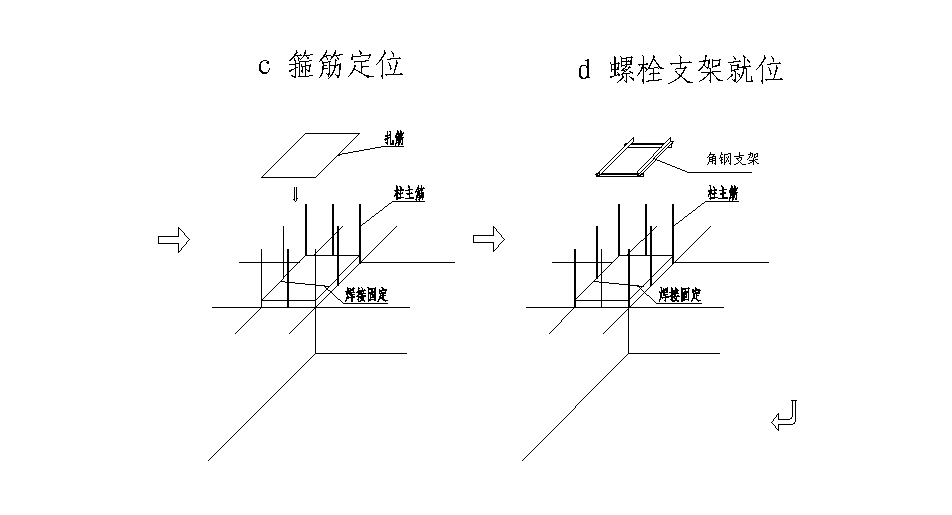 c 箍筋定位
d 螺栓支架就位
扎筋
角钢支架
柱主筋
柱主筋
焊接固定
焊接固定